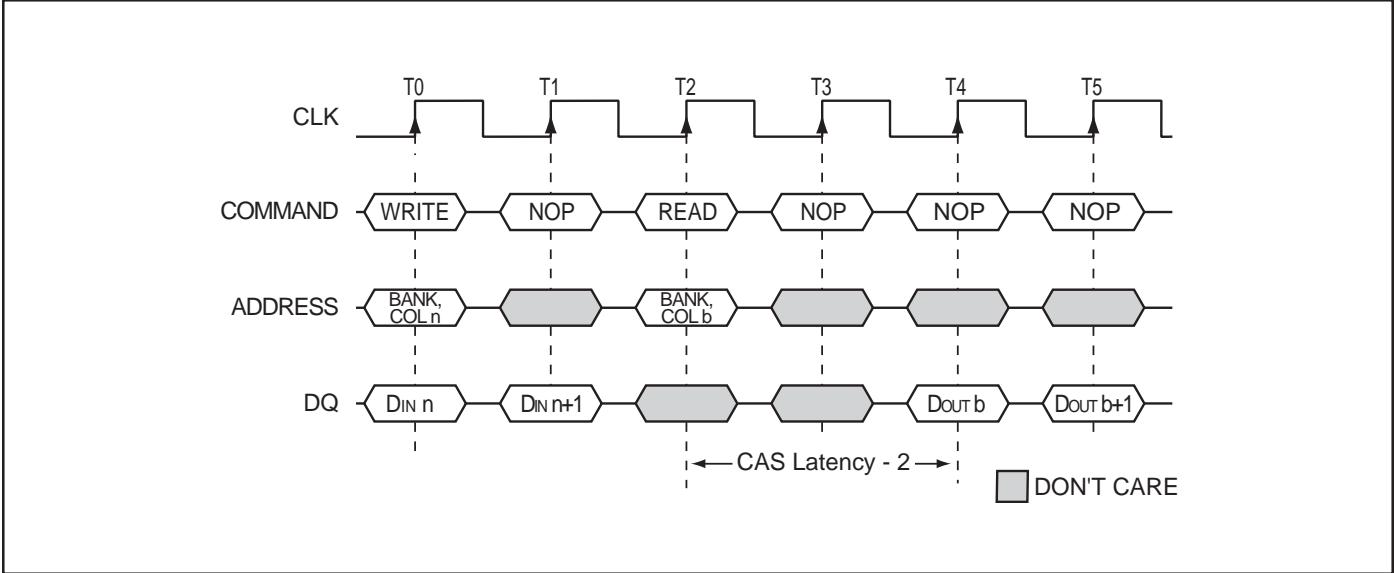 T0 T1 T2 T3 T4 T5
CLK
COMMAND WRITE NOP READ NOP NOP NOP
ADDRESS BANK, COL n BANK, COL b
DQ DIN n DIN n+1 DOUT b DOUT b+1
CAS Latency - 2
DON'T CARE